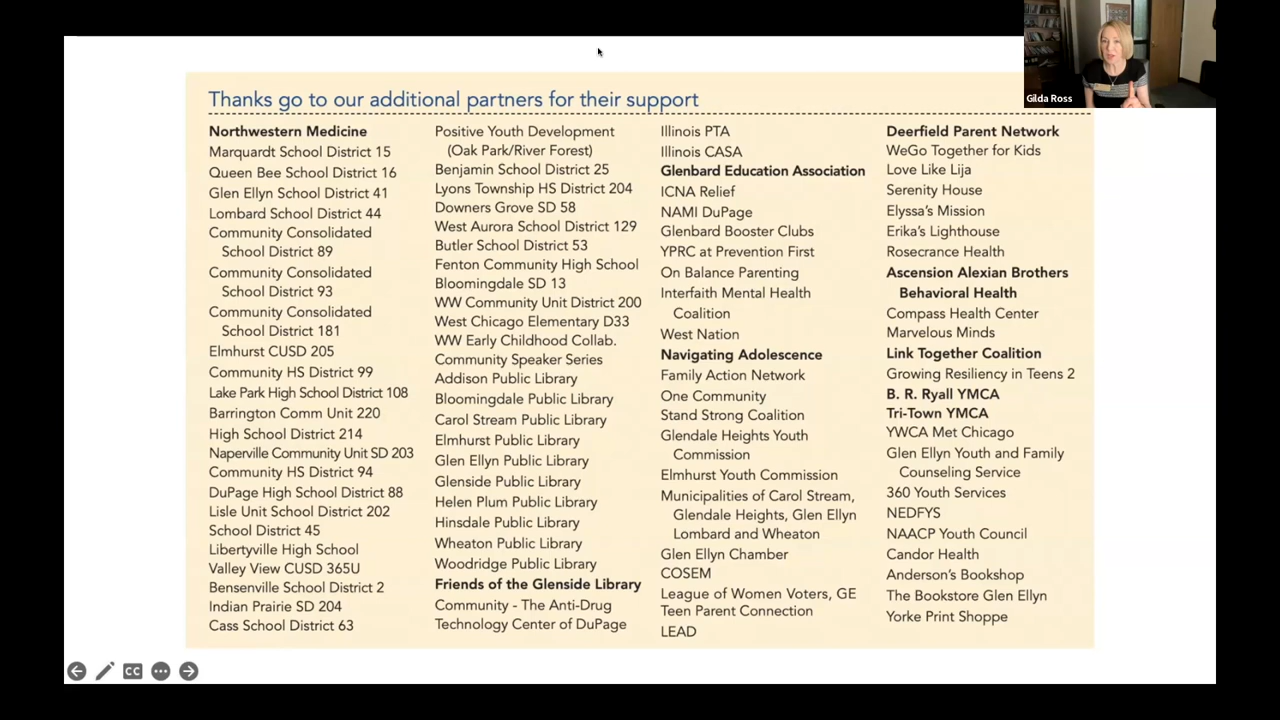 Thanks go to our additional partners for their support
Northwestern Medicine
Marquardt School District 15
Queen Bee School District 16
Glen Ellyn School District 41
Lombard School District 44
Community Consolidated
School District 89
Community Consolidated
School District 93
Community Consolidated
School District 181
Elmhurst CUSD 205
Community HS District 99
Lake Park High School District 108
Barrington Comm Unit 220
High School District 214
Naperville Community Unit SD 203
Community HS District 94
DuPage High School District 88
Lisle Unit School District 202
School District 45
Libertyville High School
Valley View CUSD 365U
Bensenville School District 2
Indian Prairie SD 204
Cass School District 63
Positive Youth Development
(Oak Park/River Forest)
Benjamin School District 25
Lyons Township HS District 204
Downers Grove SD 58
West Aurora School District 129
Butler School District 53
Fenton Community High School
Bloomingdale SD 13
WW Community Unit District 200
West Chicago Elementary D33
WW Early Childhood Collab.
Community Speaker Series
Addison Public Library
Bloomingdale Public Library
Carol Stream Public Library
Elmhurst Public Library
Glen Ellyn Public Library
Glenside Public Library
Helen Plum Public Library
Hinsdale Public Library
Wheaton Public Library
Woodridge Public Library
Friends of the Glenside Library
Community - The Anti-Drug
Technology Center of DuPage
Illinois PTA
Illinois CASA
Glenbard Education Association
ICNA Relief
NAMI DuPage
Glenbard Booster Clubs
YPRC at Prevention First
On Balance Parenting
Interfaith Mental Health
Coalition
West Nation
Navigating Adolescence
Family Action Network
One Community
Stand Strong Coalition
Glendale Heights Youth
Commission
Elmhurst Youth Commission
Municipalities of Carol Stream,
Glendale Heights, Glen Ellyn
Lombard and Wheaton
Glen Ellyn Chamber
COSEM
League of Women Voters, GE
Teen Parent Connection
LEAD
Deerfield Parent Network
WeGo Together for Kids
Love Like Lija
Serenity House
Elyssa's Mission
Erika's Lighthouse
Rosecrance Health
Ascension Alexian Brothers
Behavioral Health
Compass Health Center
Marvelous Minds
Link Together Coalition
Growing Resiliency in Teens 2
B. R. Ryall YMCA
Tri-Town YMCA
YWCA Met Chicago
Glen Ellyn Youth and Family
Counseling Service
360 Youth Services
NEDFYS
NAACP Youth Council
Candor Health
Anderson's Bookshop
The Bookstore Glen Ellyn
Yorke Print Shoppe
Gilda Ross
CC